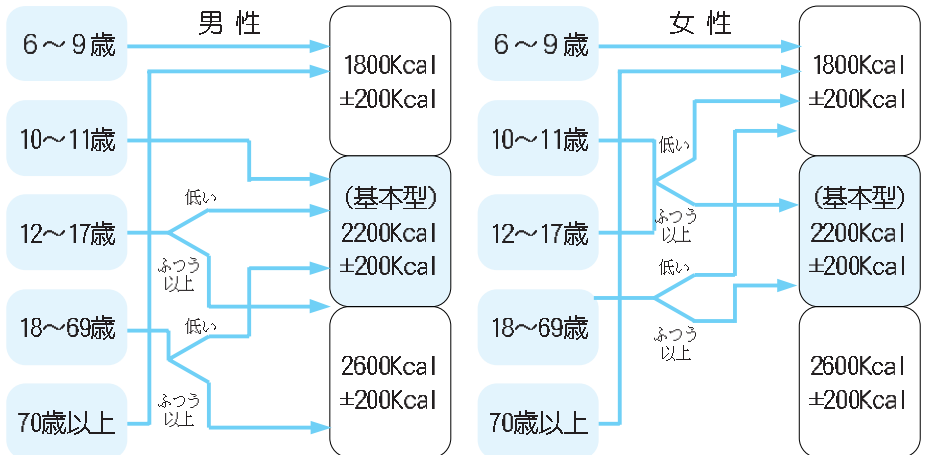 男性
6～9歳
10～11歳
12～17歳
18～69歳
70歳以上
低い
ふつう
以上
低い
ふつう
以上
1800Kcal
±200Kcal
(基本型)
2200Kcal
±200Kcal
2600Kcal
±200Kcal
女性
6～9歳
10～11歳
12～17歳
18～69歳
70歳以上
低い
ふつう
以上
低い
ふつう
以上
1800Kcal
±200Kcal
(基本型)
2200Kcal
±200Kcal
2600Kcal
±200Kcal